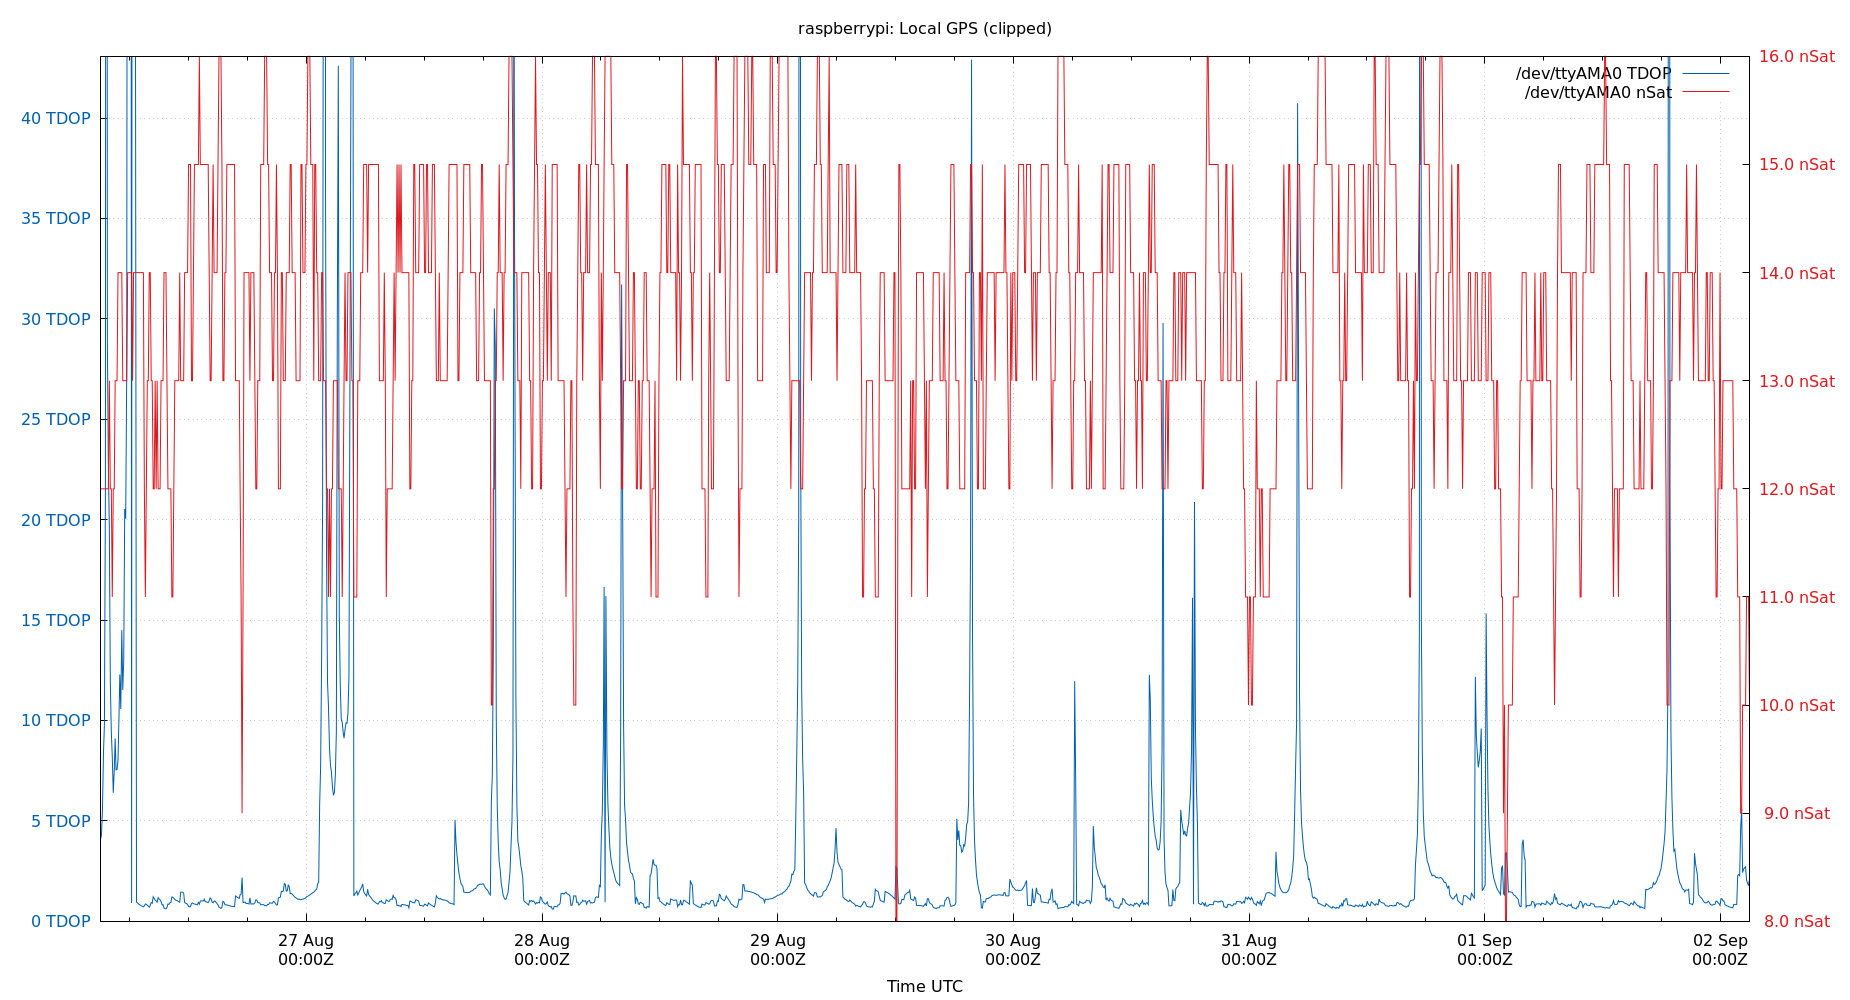 raspberrypi: Local GPS (clipped)
/dev/ttyAMA0 TDOP
/dev/ttyAMA0 nSat
40 TDOP
35 TDOP
30 TDOP
25 TDOP
20 TDOP
15 TDOP
10 TDOP
5 TDOP
0 TDOP
16.0 nSat
15.0 nSat
14.0 nSat
13.0 nSat
12.0 nSat
11.0 nSat
10.0 nSat
9.0 nSat
8.0 nSat
27 Aug
00:00Z
28 Aug
00:00Z
29 Aug
00:00Z
30 Aug
00:00Z
31 Aug
00:00Z
01 Sep
00:00Z
02 Sep
00:00Z
Time UTC